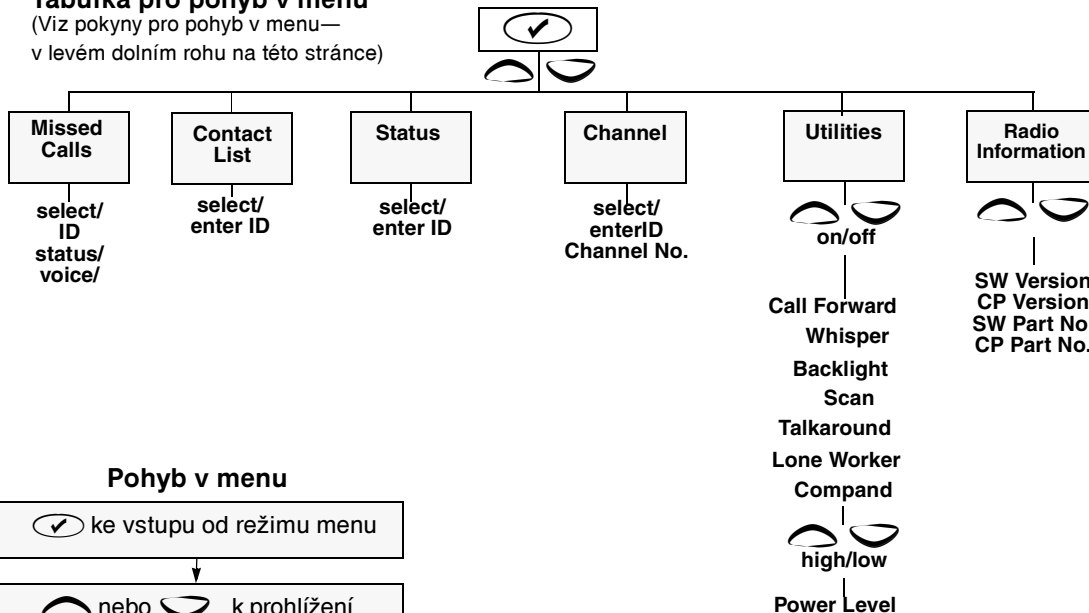 Tabulka pro pohyb v menu
(Viz pokyny pro pohyb v menu—
v levém dolním rohu na této stránce)
Missed
Calls
select/
ID
status/
voice/
Contact
List
select/
enter ID
Status
select/
enter ID
Channel
select/
enterID
Channel No.
Utilities
on/off
Call Forward
Whisper
Backlight
Scan
Talkaround
Lone Worker
Compand
high/low
Power Level
Radio
Information
SW Version
CP Version
SW Part No
CP Part No.
Pohyb v menu
ke vstupu od režimu menu
nebo k prohlížení